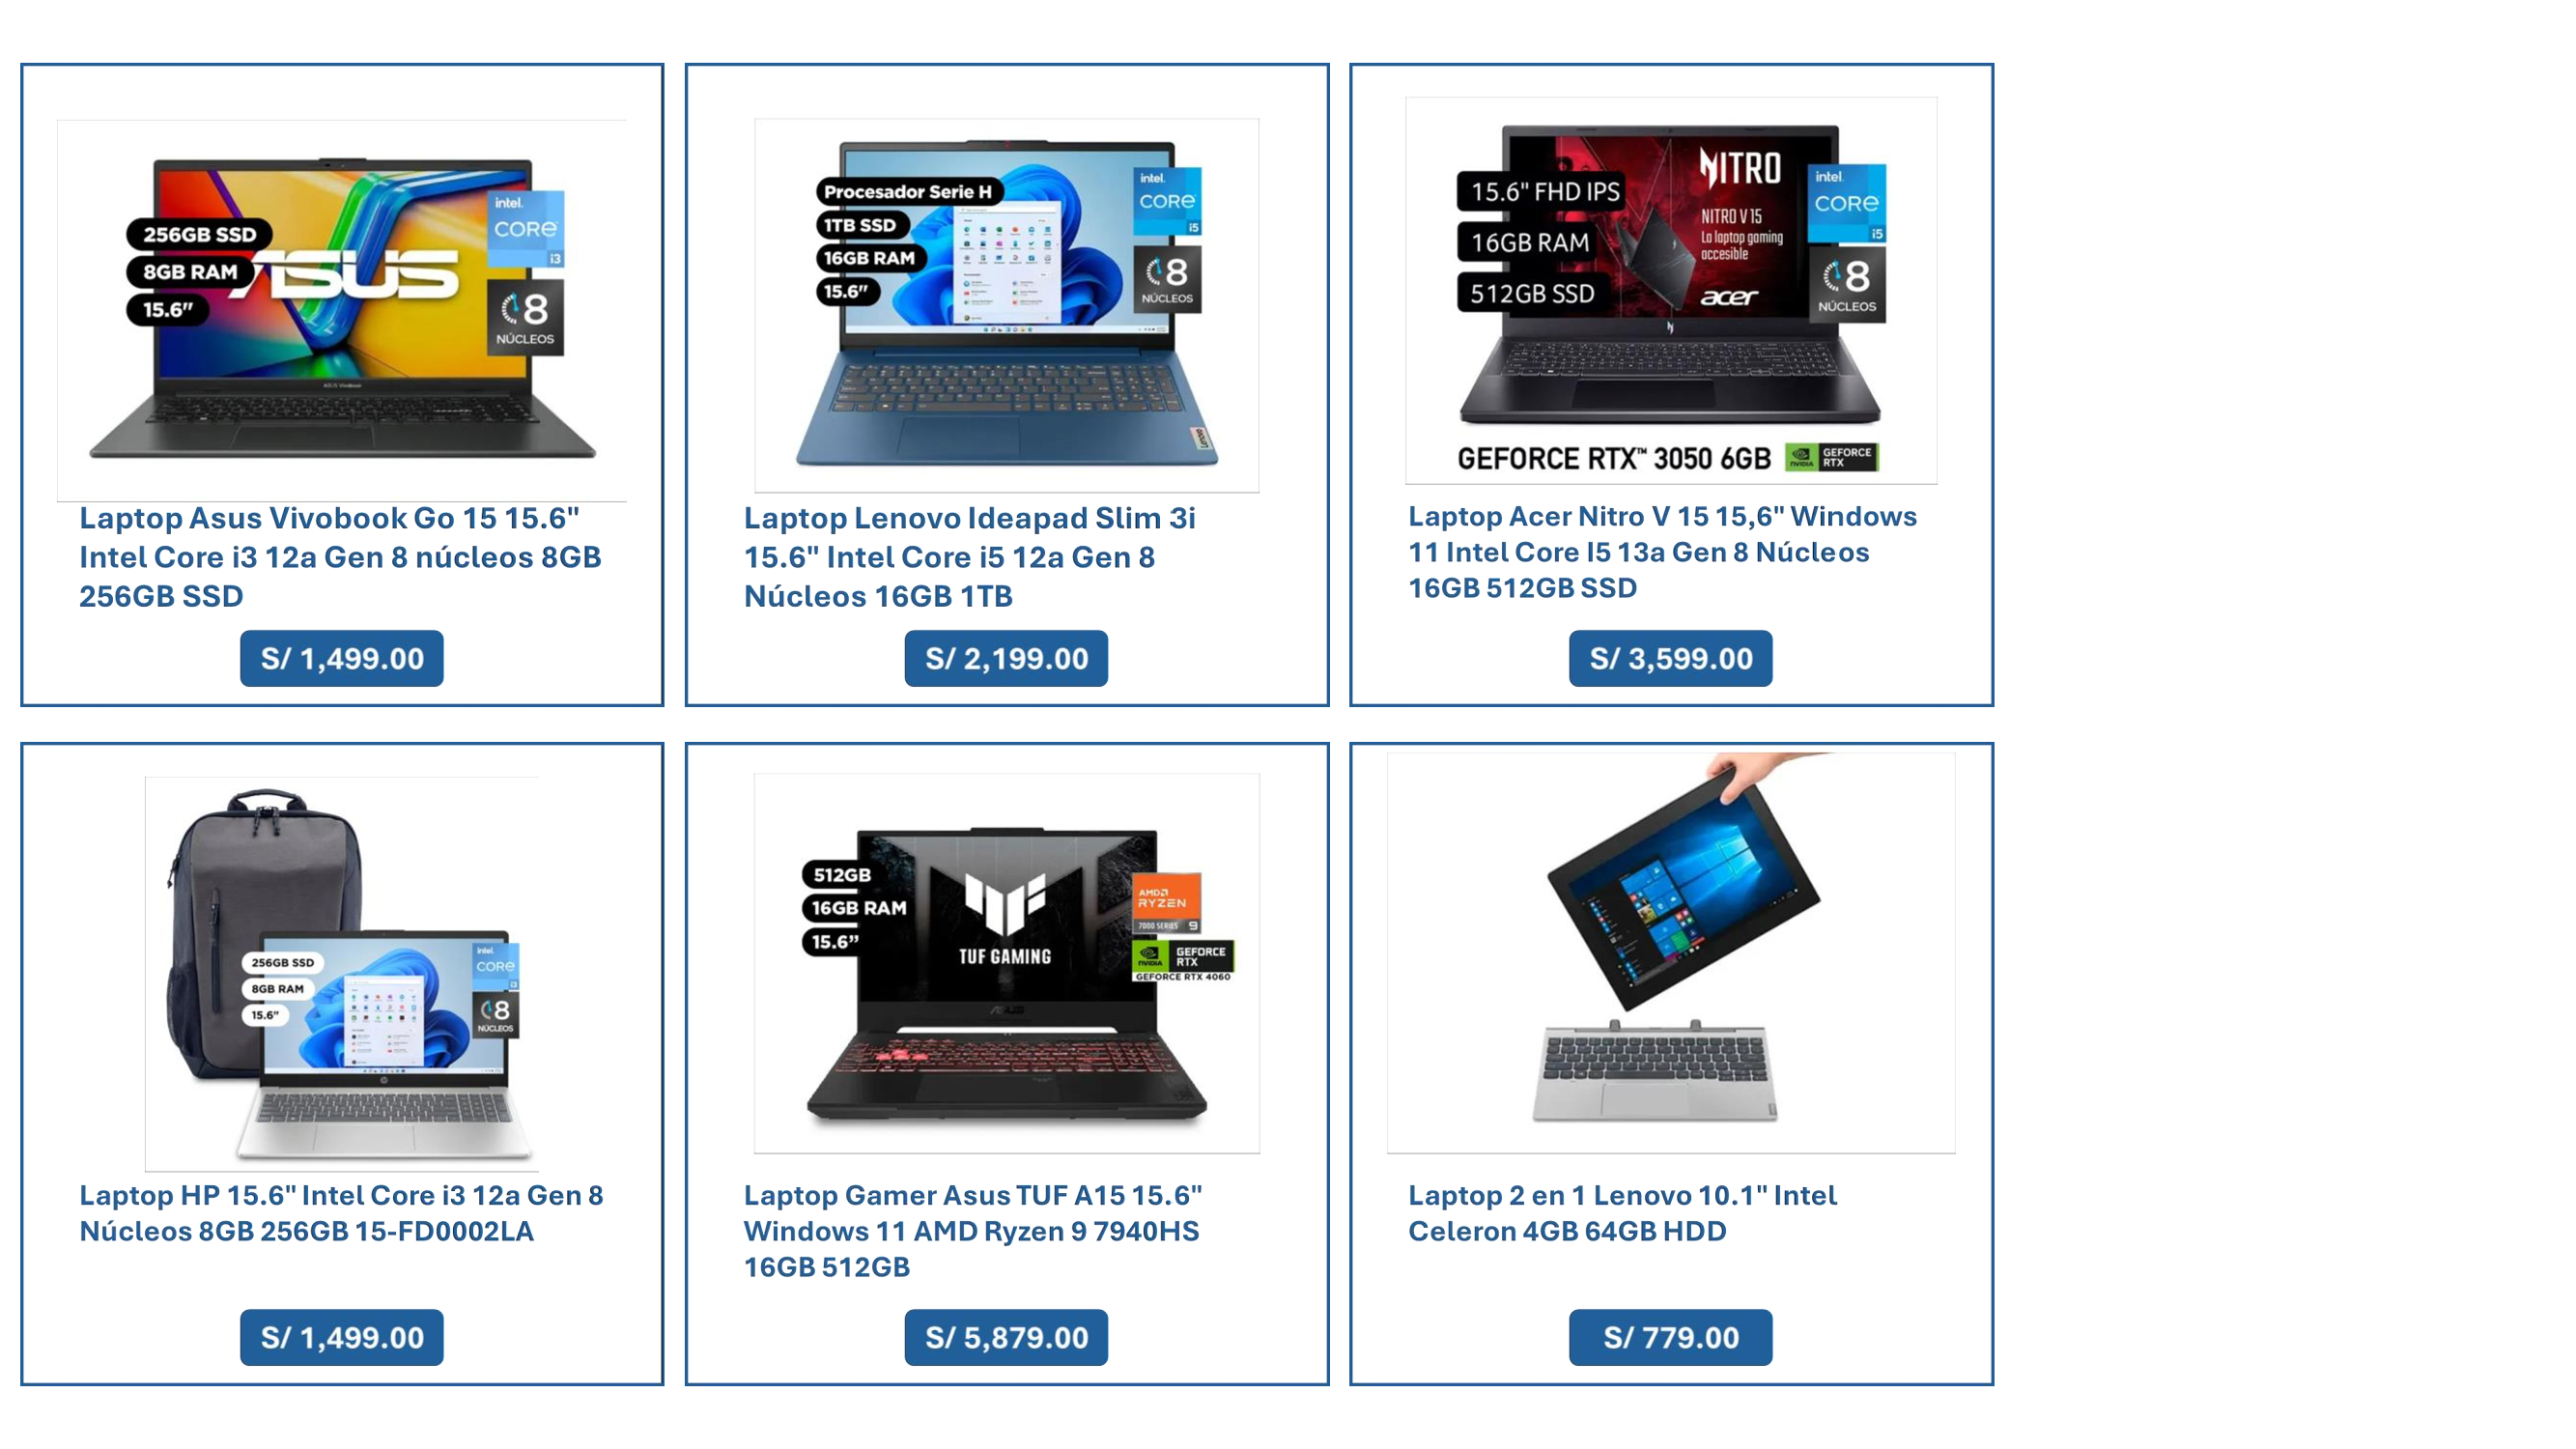 256GB SSD
8GB RAM
15.6"
ASUS
intel.
CORE
i3
8
NÚCLEOS
ASUS Vivobook
Laptop Asus Vivobook Go 15 15.6"
Intel Core i3 12a Gen 8 núcleos 8GB
256GB SSD
S/ 1,499.00
Procesador Serie H
1TB SSD
16GB RAM
15.6"
intel.
CORE
i5
8
NÚCLEOS
Lenovo
Laptop Lenovo Ideapad Slim 3i
15.6" Intel Core i5 12a Gen 8
Núcleos 16GB 1TB
S/ 2,199.00
15.6" FHD IPS
16GB RAM
512GB SSD
NITRO
NITRO V 15
La laptop gaming
accesible
acer
intel.
CORE
i5
8
NÚCLEOS
GEFORCE RTX™ 3050 6GB
NVIDIA
GEFORCE
RTX
Laptop Acer Nitro V 15 15,6" Windows
11 Intel Core I5 13a Gen 8 Núcleos
16GB 512GB SSD
S/ 3,599.00
256GB SSD
8GB RAM
15.6"
intel.
CORE
i3
8
NÚCLEOS
hp
Laptop HP 15.6" Intel Core i3 12a Gen 8
Núcleos 8GB 256GB 15-FD0002LA
S/ 1,499.00
512GB
16GB RAM
15.6”
TUF GAMING
ASUS
AMD
RYZEN
7000 SERIES 9
NVIDIA
GEFORCE
RTX
GEFORCE RTX 4060
Laptop Gamer Asus TUF A15 15.6"
Windows 11 AMD Ryzen 9 7940HS
16GB 512GB
S/ 5,879.00
Laptop 2 en 1 Lenovo 10.1" Intel
Celeron 4GB 64GB HDD
S/ 779.00